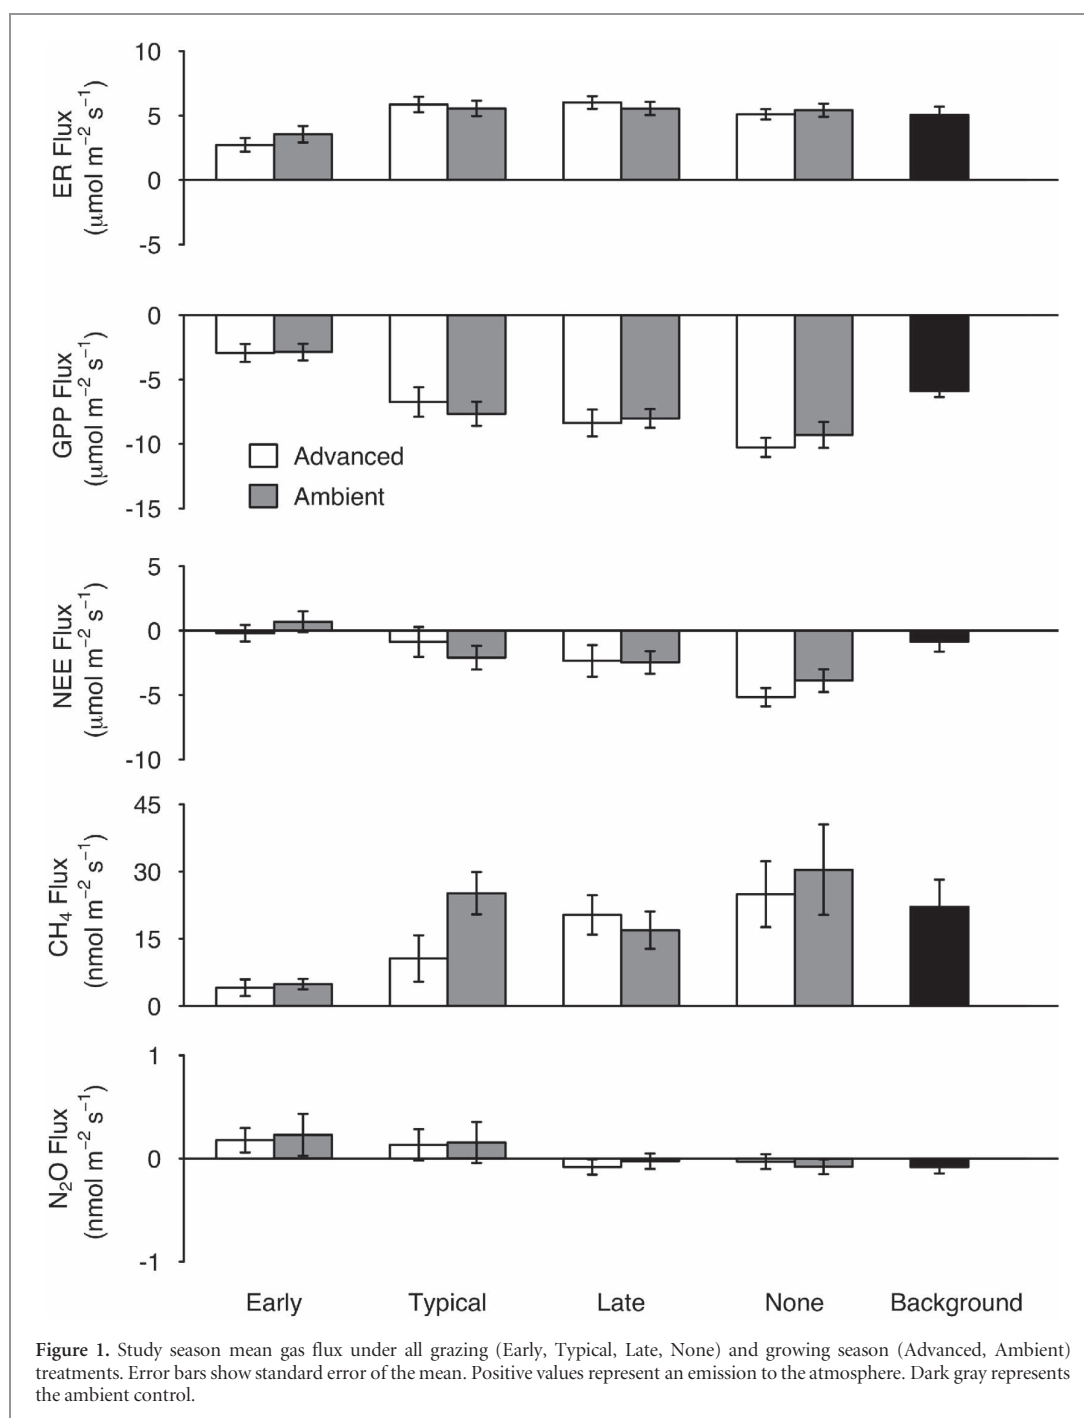 10
5
0
-5
ER Flux
(μmol m⁻² s⁻¹)
0
-5
-10
-15
GPP Flux
(μmol m⁻² s⁻¹)
Advanced
Ambient
5
0
-5
-10
NEE Flux
(μmol m⁻² s⁻¹)
45
30
15
0
CH₄ Flux
(nmol m⁻² s⁻¹)
1
0
-1
N₂O Flux
(nmol m⁻² s⁻¹)
Early Typical Late None Background
Figure 1. Study season mean gas flux under all grazing (Early, Typical, Late, None) and growing season (Advanced, Ambient)
treatments. Error bars show standard error of the mean. Positive values represent an emission to the atmosphere. Dark gray represents
the ambient control.